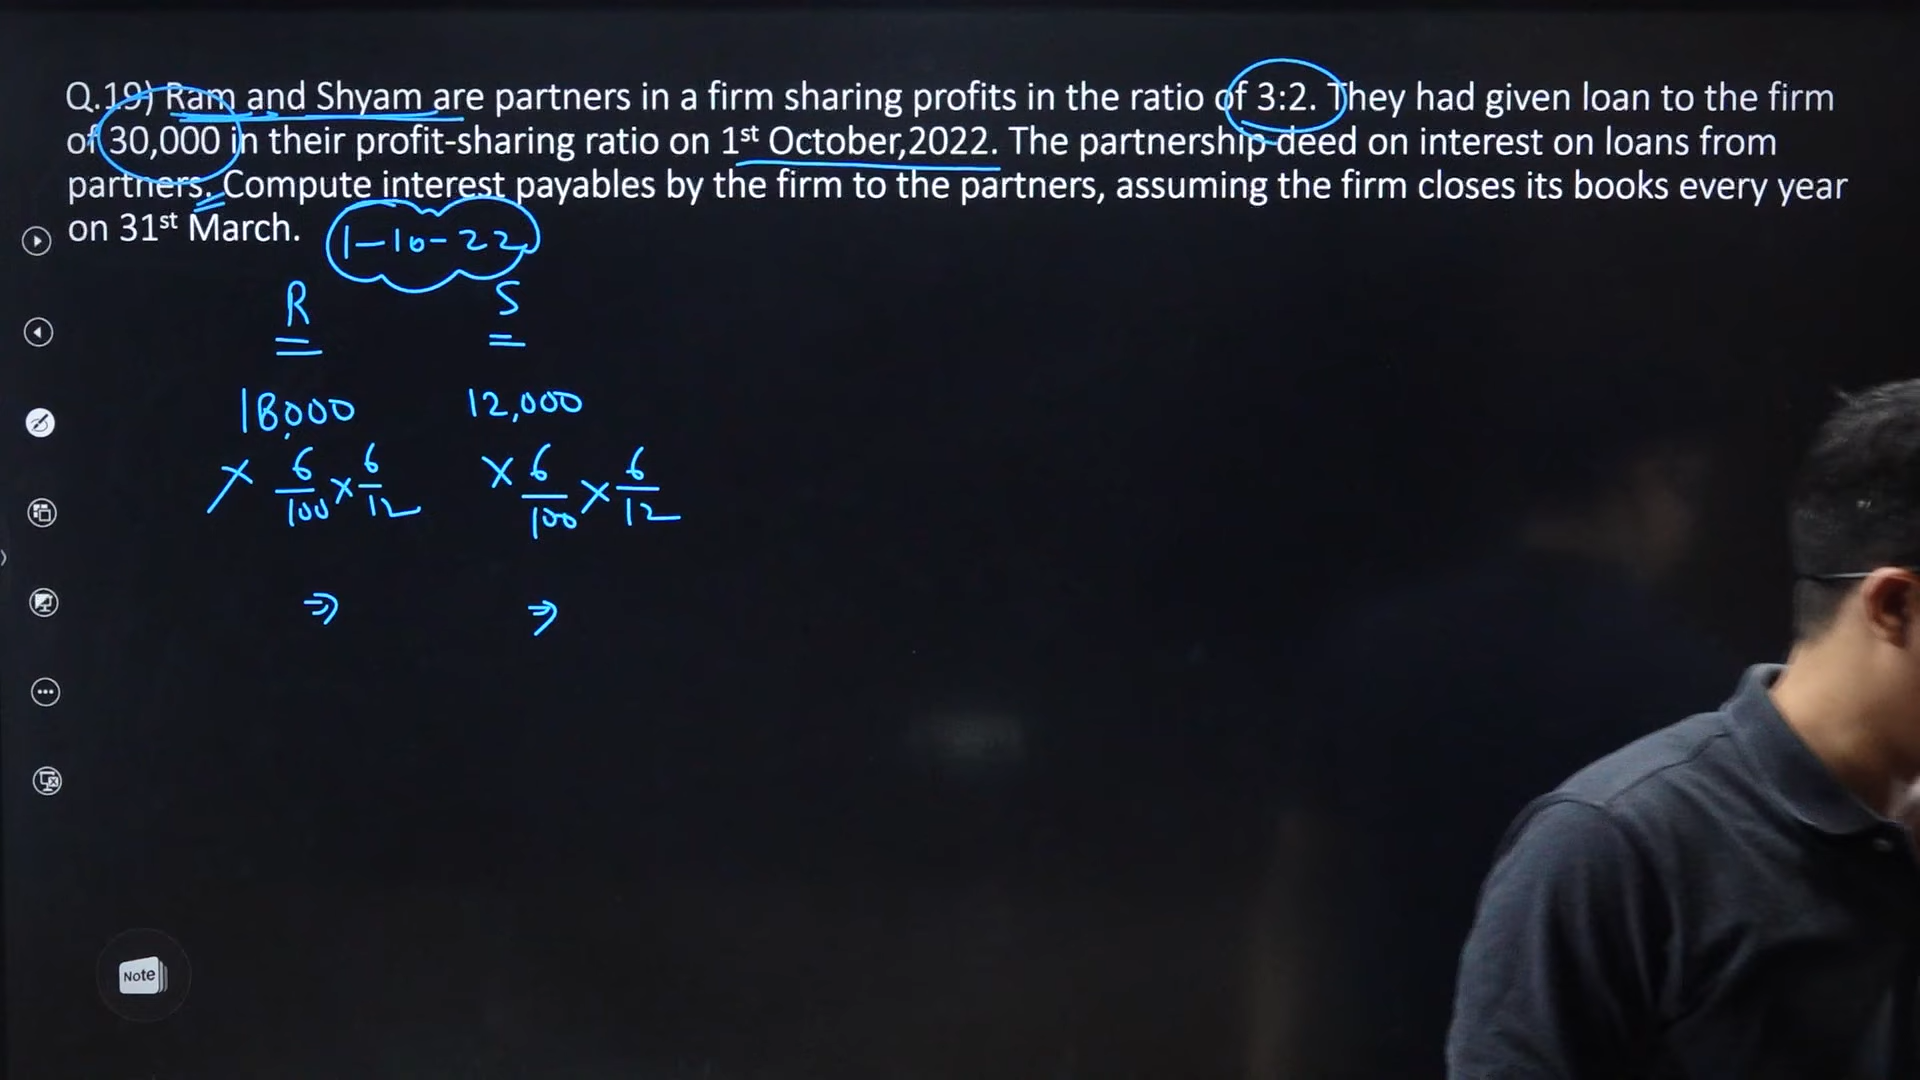 Q.19) Ram and Shyam are partners in a firm sharing profits in the ratio of 3:2. They had given loan to the firm
of 30,000 in their profit-sharing ratio on 1st October,2022. The partnership deed on interest on loans from
partners. Compute interest payables by the firm to the partners, assuming the firm closes its books every year
on 31st March.
1-10-22
R S
18,000 12,000
× 6/100 × 6/12 × 6/100 × 6/12
⇒ ⇒
Note